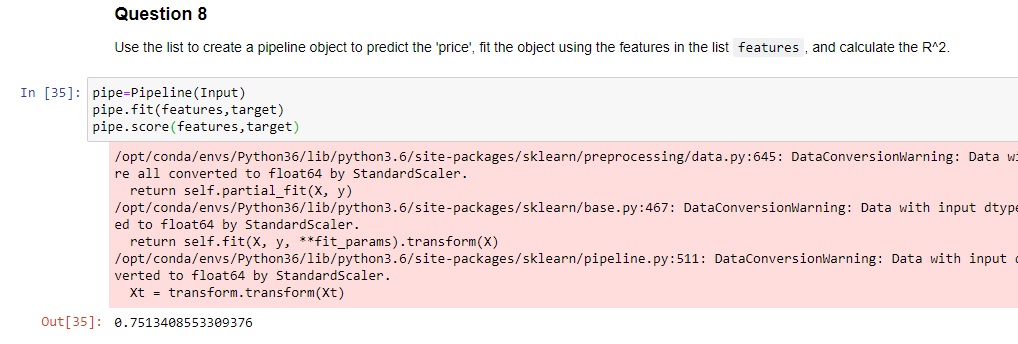 Question 8
Use the list to create a pipeline object to predict the 'price', fit the object using the features in the list features , and calculate the R^2.
In [35]: pipe=Pipeline(Input)
pipe.fit(features,target)
pipe.score(features,target)
/opt/conda/envs/Python36/lib/python3.6/site-packages/sklearn/preprocessing/data.py:645: DataConversionWarning: Data
re all converted to float64 by StandardScaler.
return self.partial_fit(X, y)
/opt/conda/envs/Python36/lib/python3.6/site-packages/sklearn/base.py:467: DataConversionWarning: Data with input dtype
ed to float64 by StandardScaler.
return self.fit(X, y, **fit_params).transform(X)
/opt/conda/envs/Python36/lib/python3.6/site-packages/sklearn/pipeline.py:511: DataConversionWarning: Data with input
verted to float64 by StandardScaler.
Xt = transform.transform(Xt)
Out[35]: 0.7513408553309376